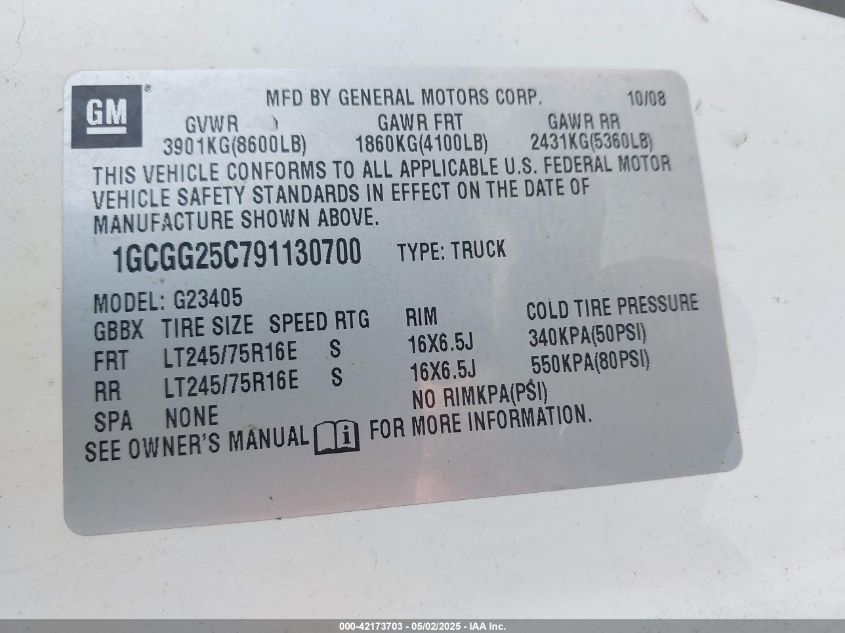 GM
MFD BY GENERAL MOTORS CORP. 10/08
GVWR GAWR FRT GAWR RR
3901KG(8600LB) 1860KG(4100LB) 2431KG(5360LB)
THIS VEHICLE CONFORMS TO ALL APPLICABLE U.S. FEDERAL MOTOR
VEHICLE SAFETY STANDARDS IN EFFECT ON THE DATE OF
MANUFACTURE SHOWN ABOVE.
1GCGG25C791130700 TYPE: TRUCK
MODEL: G23405
GBBX TIRE SIZE SPEED RTG RIM COLD TIRE PRESSURE
FRT LT245/75R16E S 16X6.5J 340KPA(50PSI)
RR LT245/75R16E S 16X6.5J 550KPA(80PSI)
SPA NONE NO RIMKPA(PSI)
SEE OWNER'S MANUAL i FOR MORE INFORMATION.
000-42173703 - 05/02/2025 - IAA Inc.